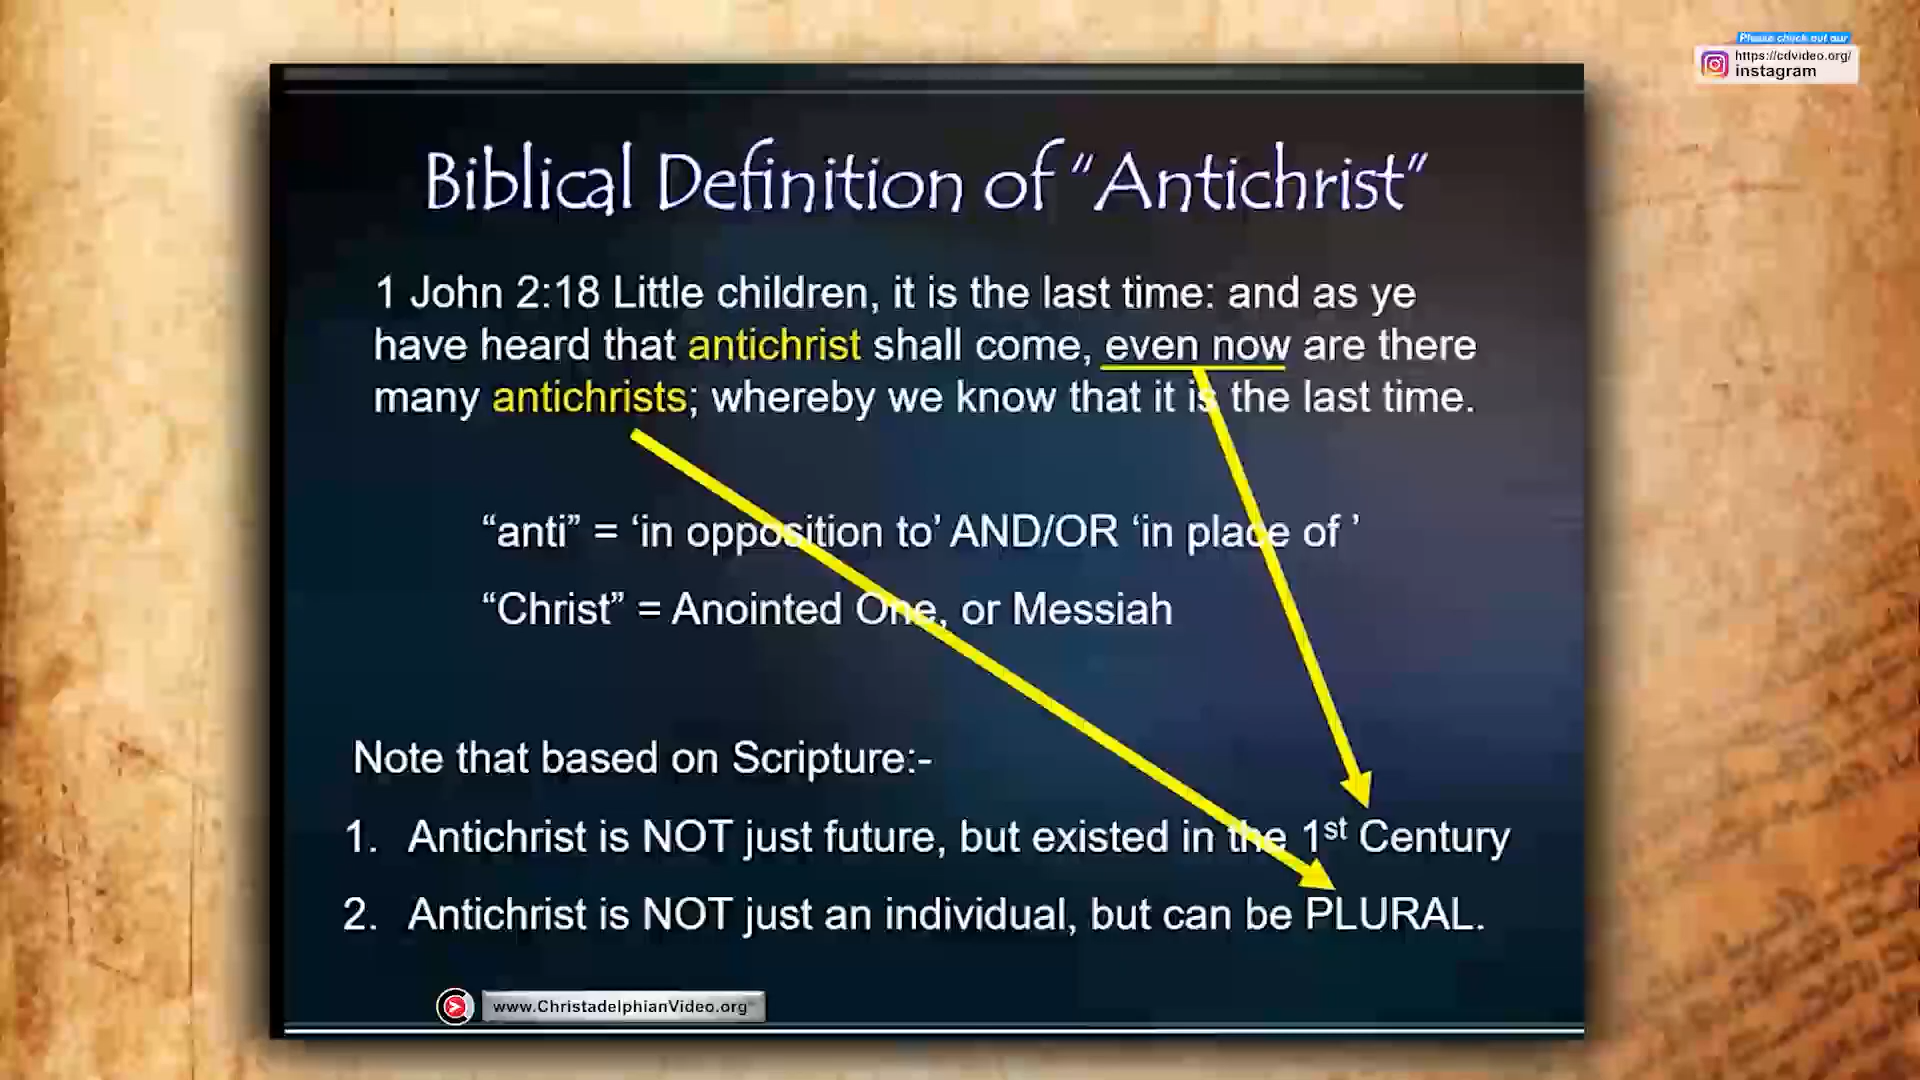 Please check out our
https://cdvideo.org/
instagram
Biblical Definition of “Antichrist”
1 John 2:18 Little children, it is the last time: and as ye
have heard that antichrist shall come, even now are there
many antichrists; whereby we know that it is the last time.
“anti” = ‘in opposition to’ AND/OR ‘in place of ’
“Christ” = Anointed One, or Messiah
Note that based on Scripture:-
1. Antichrist is NOT just future, but existed in the 1st Century
2. Antichrist is NOT just an individual, but can be PLURAL.
www.ChristadelphianVideo.org